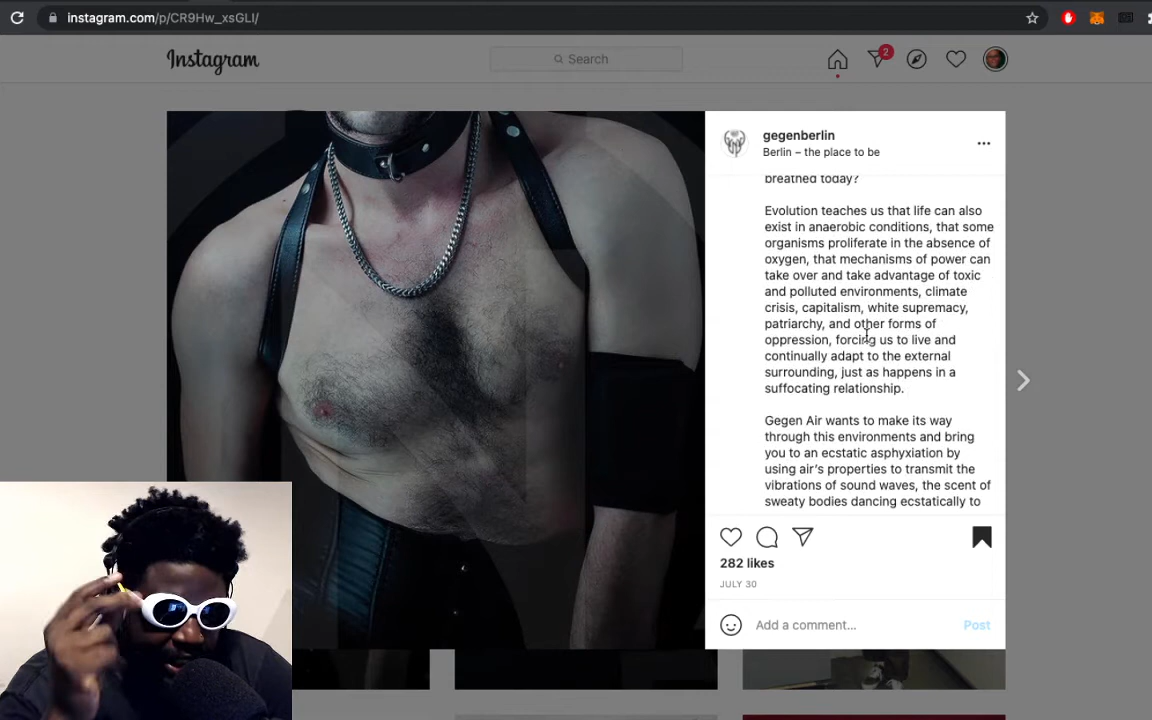 instagram.com/p/CR9Hw_xsGLI/
Instagram
Search
2
gegenberlin
Berlin – the place to be
breathed today?
Evolution teaches us that life can also
exist in anaerobic conditions, that some
organisms proliferate in the absence of
oxygen, that mechanisms of power can
take over and take advantage of toxic
and polluted environments, climate
crisis, capitalism, white supremacy,
patriarchy, and other forms of
oppression, forcing us to live and
continually adapt to the external
surrounding, just as happens in a
suffocating relationship.
Gegen Air wants to make its way
through this environments and bring
you to an ecstatic asphyxiation by
using air's properties to transmit the
vibrations of sound waves, the scent of
sweaty bodies dancing ecstatically to
282 likes
JULY 30
Add a comment...
Post